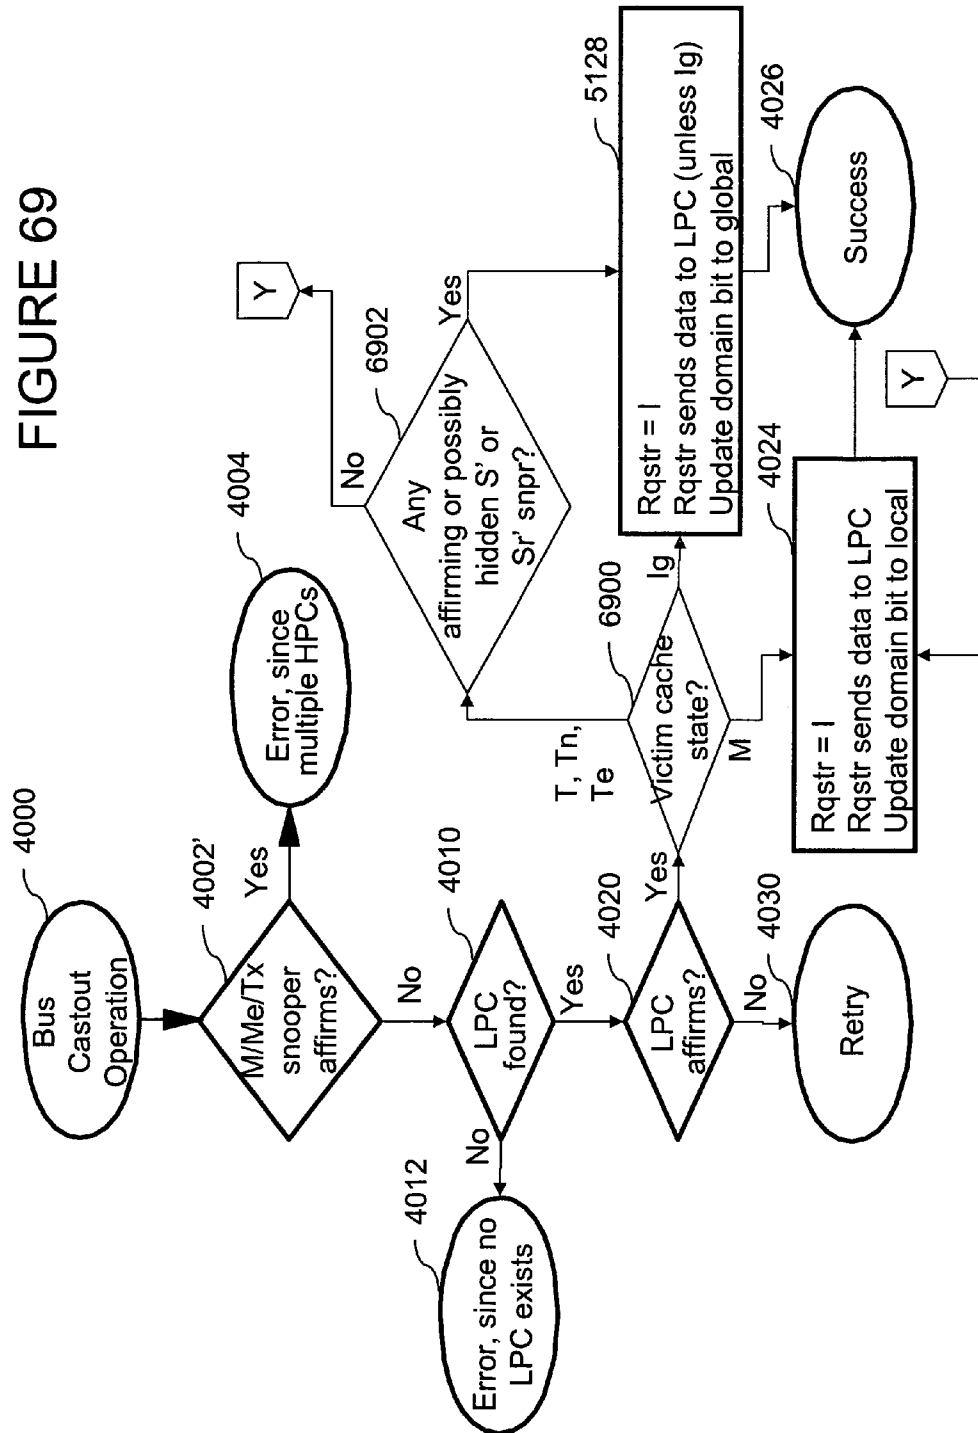 FIGURE 69
4000
Bus
Castout
Operation
4002'
M/Me/Tx
snooper
affirms?
Yes
4004
Error, since
multiple HPCs
No
4010
LPC
found?
No
4012
Error, since no
LPC exists
Yes
4020
LPC
affirms?
No
4030
Retry
Yes
6900
Victim cache
state?
T, Tn,
Te
Ig
M
6902
Any
affirming or possibly
hidden S' or
Sr' snpr?
No
Y
Yes
5128
Rqstr = I
Rqstr sends data to LPC (unless Ig)
Update domain bit to global
4024
Rqstr = I
Rqstr sends data to LPC
Update domain bit to local
Y
4026
Success